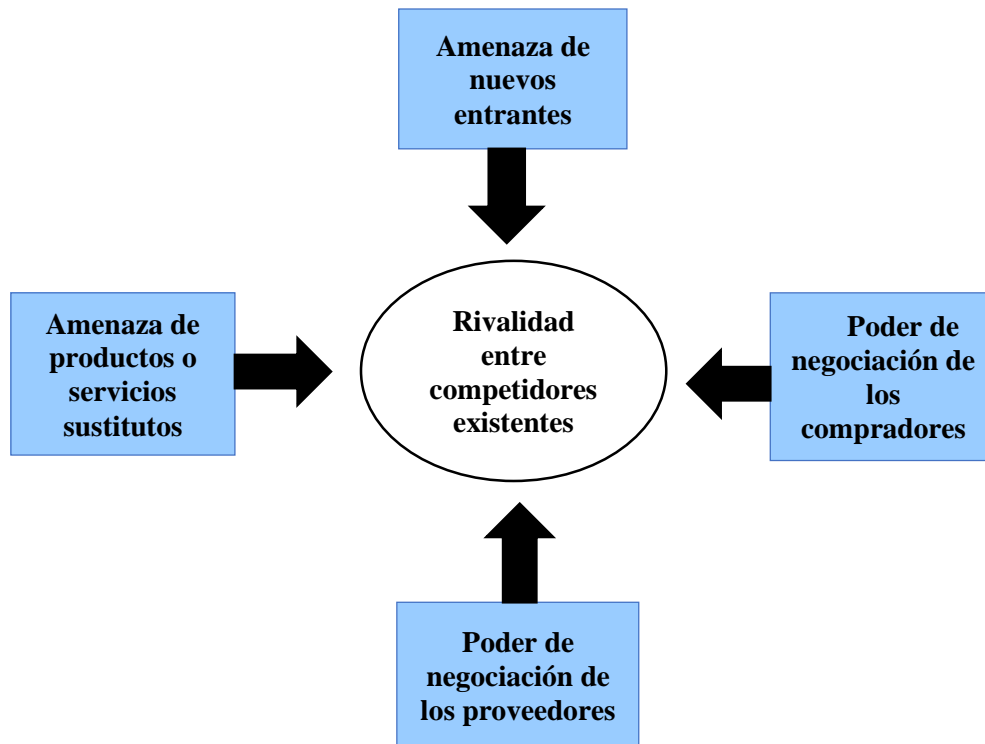 Amenaza de
nuevos
entrantes
Amenaza de
productos o
servicios
sustitutos
Rivalidad
entre
competidores
existentes
Poder de
negociación de
los
compradores
Poder de
negociación de
los proveedores